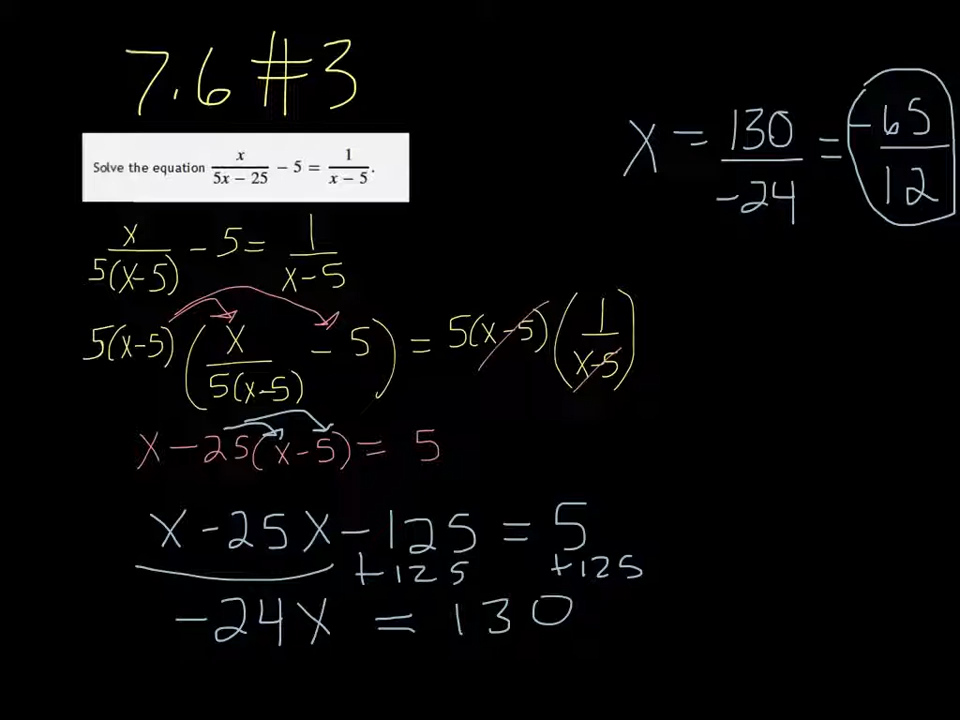 7.6 #3
Solve the equation x/(5x − 25) − 5 = 1/(x − 5).
x/(5(x-5)) - 5 = 1/(x-5)
5(x-5) (x/(5(x-5)) - 5) = 5(x-5) (1/(x-5))
x - 25(x-5) = 5
x - 25x - 125 = 5
+125 +125
-24x = 130
x = 130/-24 = -65/12